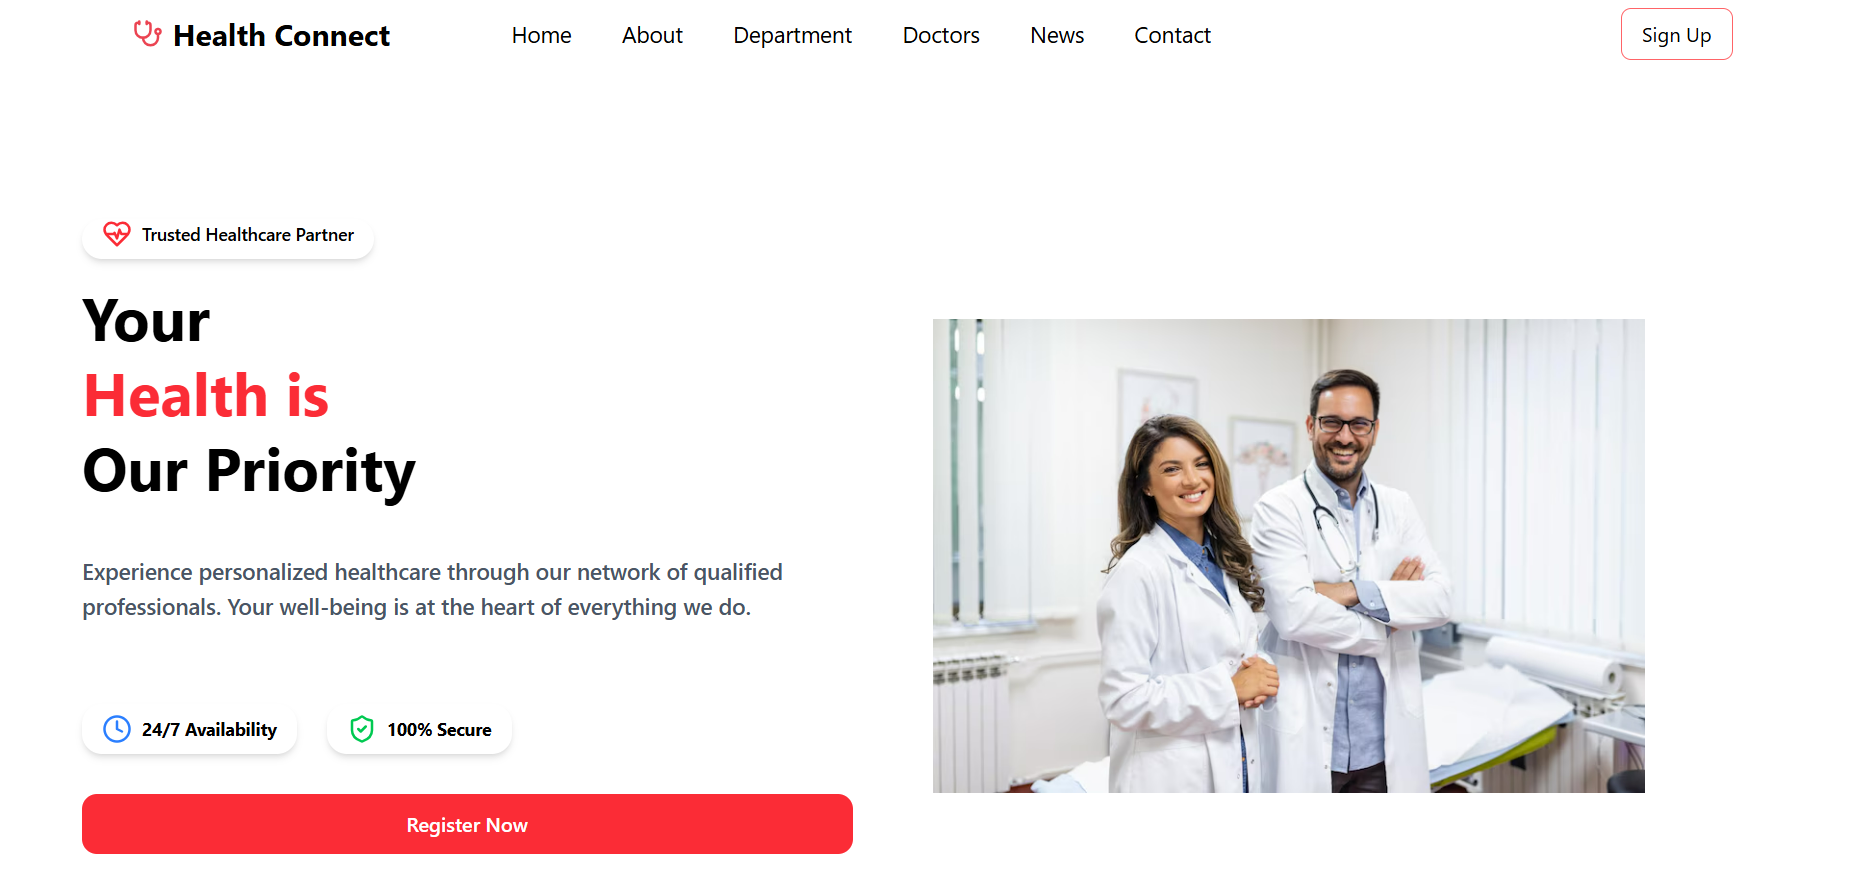 Health Connect
Home
About
Department
Doctors
News
Contact
Sign Up
Trusted Healthcare Partner
Your
Health is
Our Priority
Experience personalized healthcare through our network of qualified
professionals. Your well-being is at the heart of everything we do.
24/7 Availability
100% Secure
Register Now